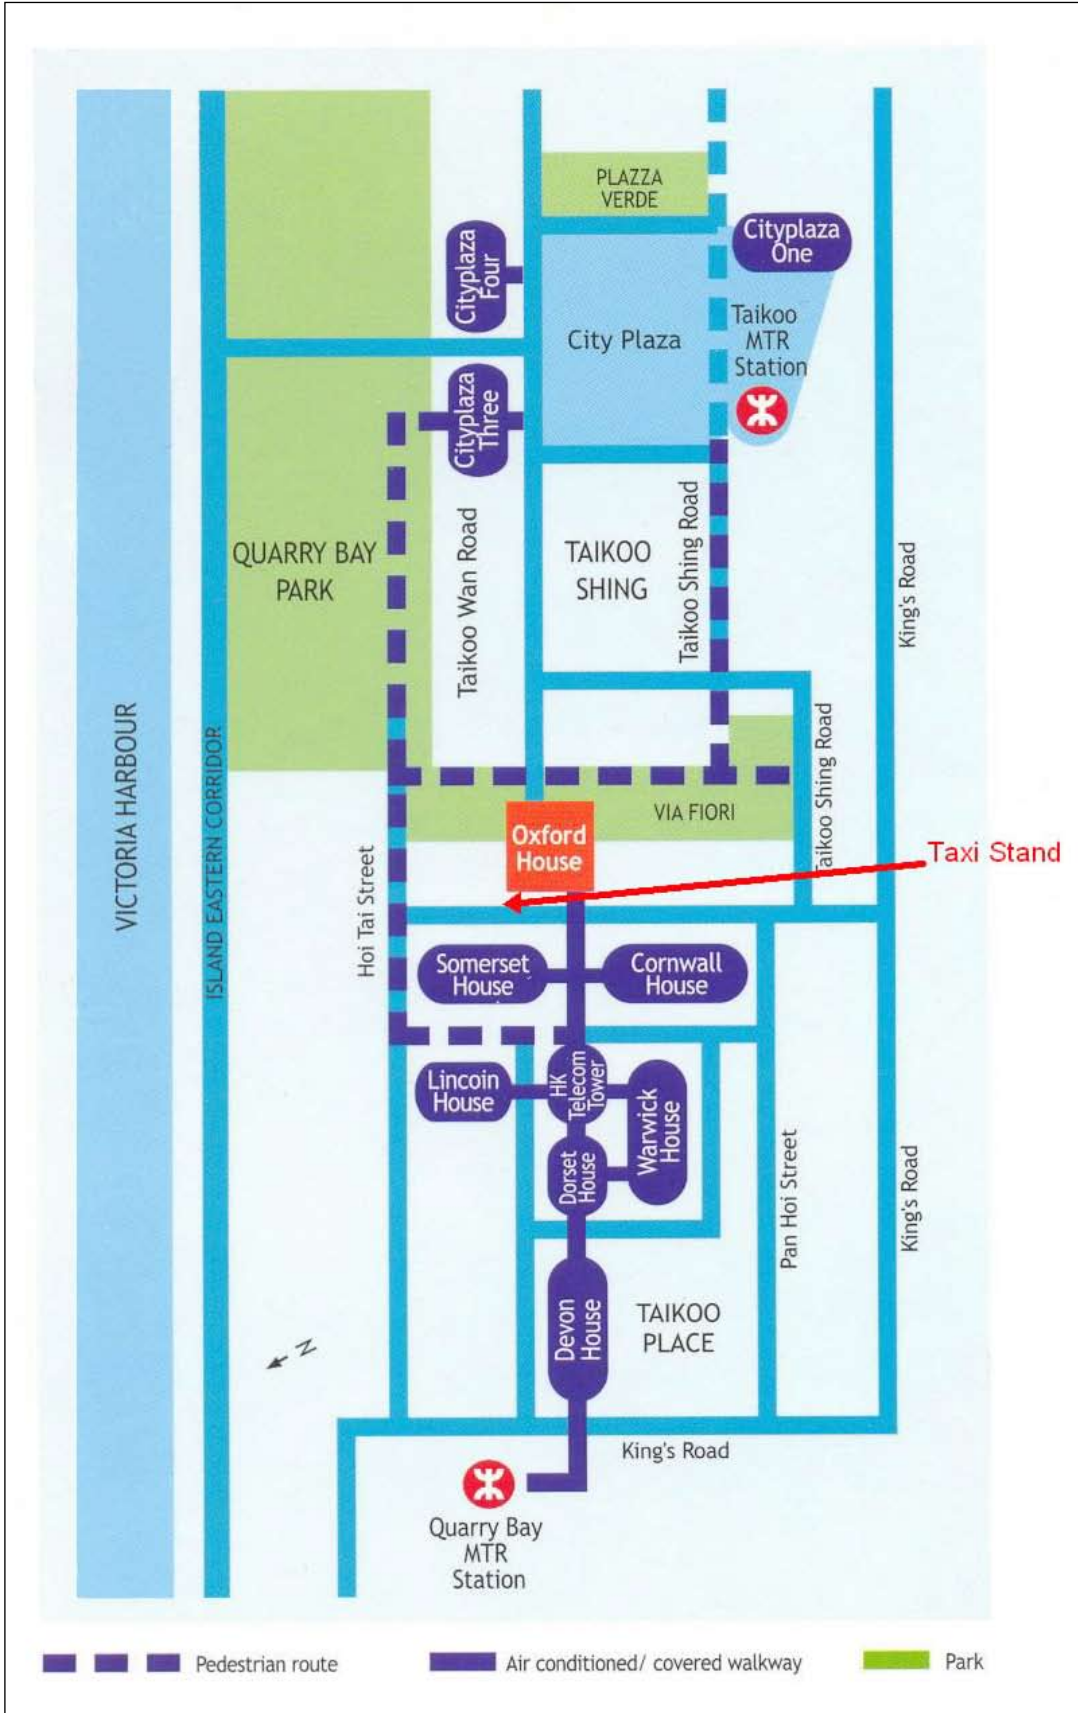 PLAZZA
VERDE
Cityplaza
One
Cityplaza
Four
City Plaza
Taikoo
MTR
Station
Cityplaza
Three
QUARRY BAY
PARK
Taikoo Wan Road
TAIKOO
SHING
Taikoo Shing Road
King's Road
VICTORIA HARBOUR
ISLAND EASTERN CORRIDOR
Taikoo Shing Road
VIA FIORI
Oxford
House
Taxi Stand
Hoi Tai Street
Somerset
House
Cornwall
House
Lincoin
House
HK
Telecom
Tower
Warwick
House
Dorset
House
Pan Hoi Street
King's Road
Devon
House
TAIKOO
PLACE
N
King's Road
Quarry Bay
MTR
Station
Pedestrian route
Air conditioned/ covered walkway
Park